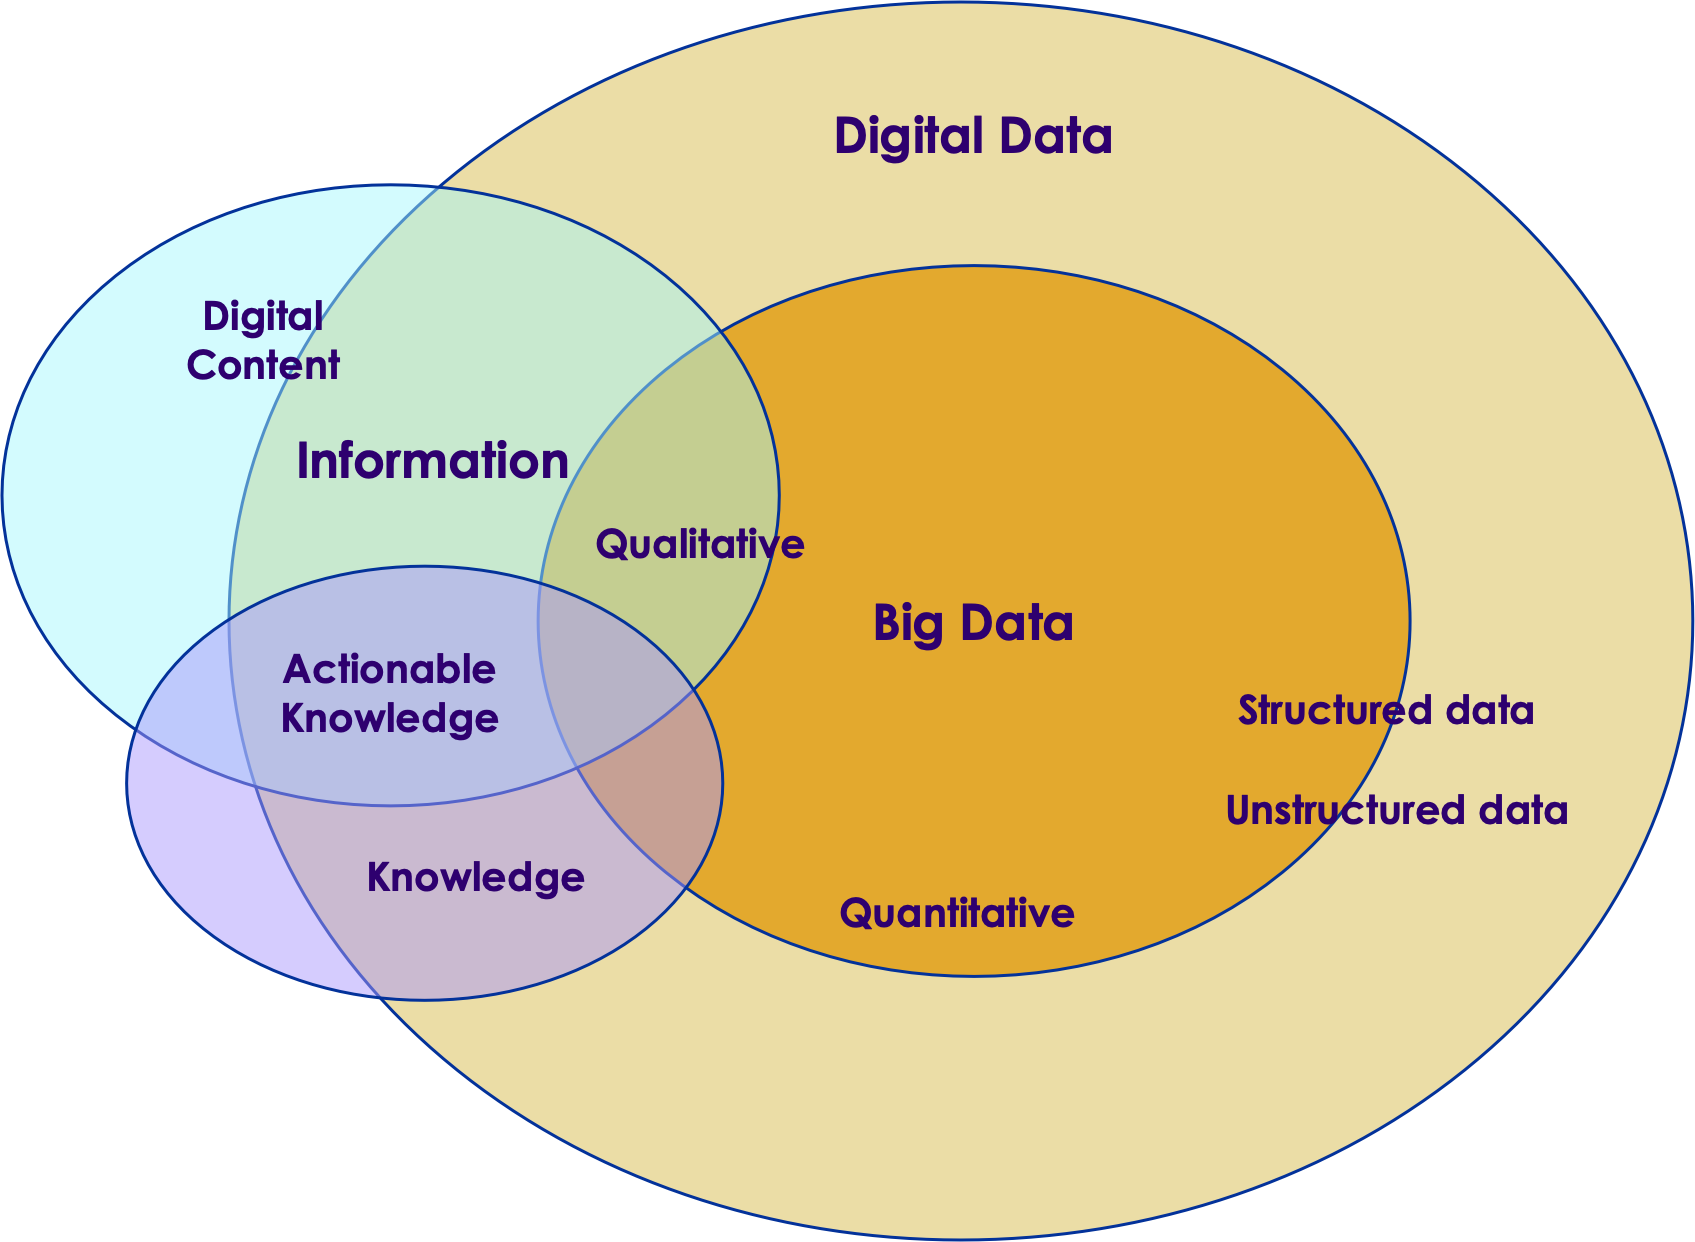 Digital Data
Digital
Content
Information
Qualitative
Big Data
Actionable
Knowledge
Structured data
Unstructured data
Knowledge
Quantitative